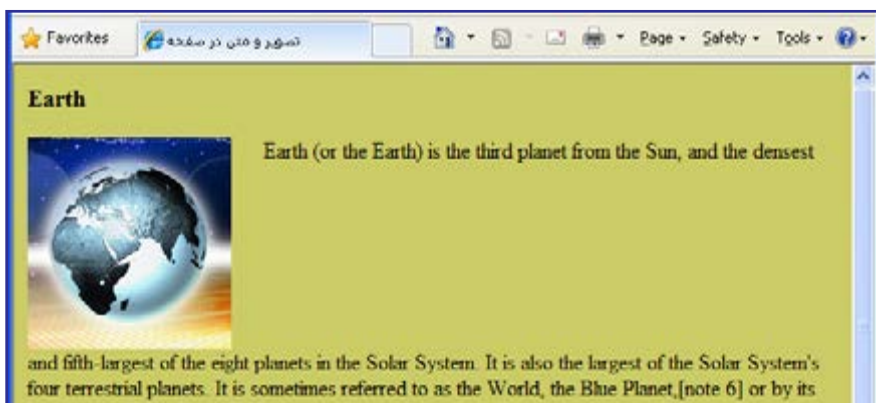 Favorites
تصویر و متن در صفحه
Page
Safety
Tools
Earth
Earth (or the Earth) is the third planet from the Sun, and the densest
and fifth-largest of the eight planets in the Solar System. It is also the largest of the Solar System's
four terrestrial planets. It is sometimes referred to as the World, the Blue Planet,[note 6] or by its